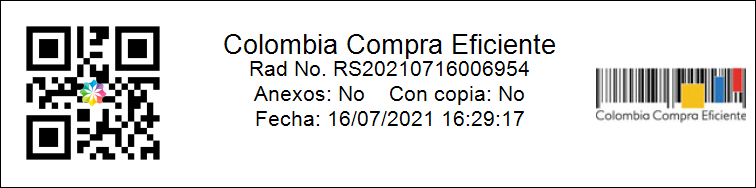 Colombia Compra Eficiente
Rad No. RS20210716006954
Anexos: No    Con copia: No
Fecha: 16/07/2021 16:29:17
Colombia Compra Eficiente